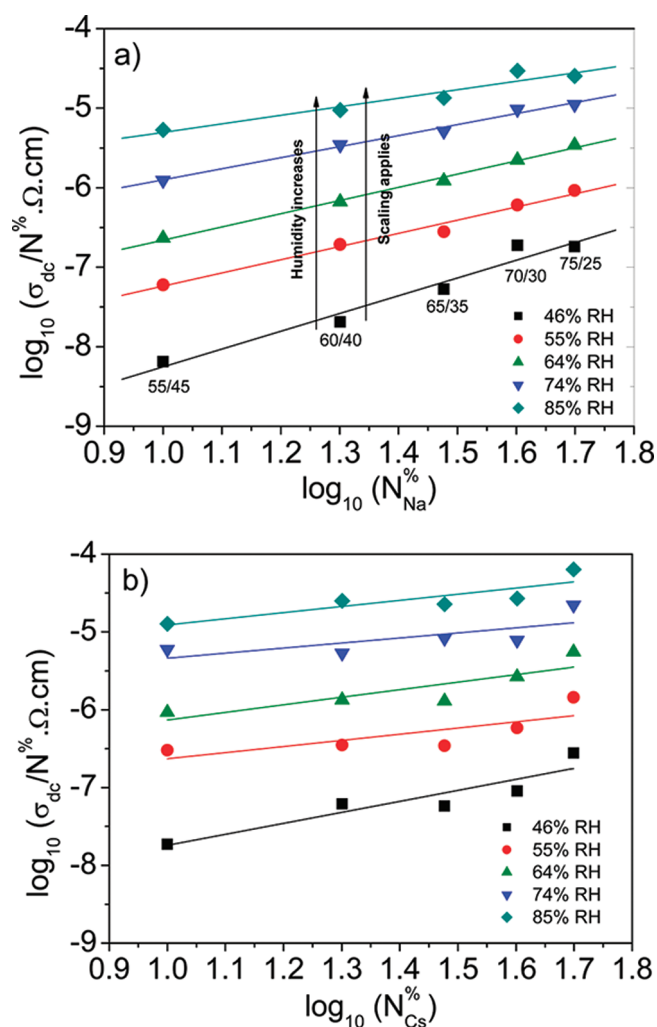 a)
-4
-5
-6
-7
-8
-9
log₁₀ (σ_dc/N^%.Ω.cm)
Humidity increases
Scaling applies
55/45
60/40
65/35
70/30
75/25
46% RH
55% RH
64% RH
74% RH
85% RH
0.9 1.0 1.1 1.2 1.3 1.4 1.5 1.6 1.7 1.8
log₁₀ (N^%_Na)
b)
-4
-5
-6
-7
-8
-9
log₁₀ (σ_dc/N^%.Ω.cm)
46% RH
55% RH
64% RH
74% RH
85% RH
0.9 1.0 1.1 1.2 1.3 1.4 1.5 1.6 1.7 1.8
log₁₀ (N^%_Cs)